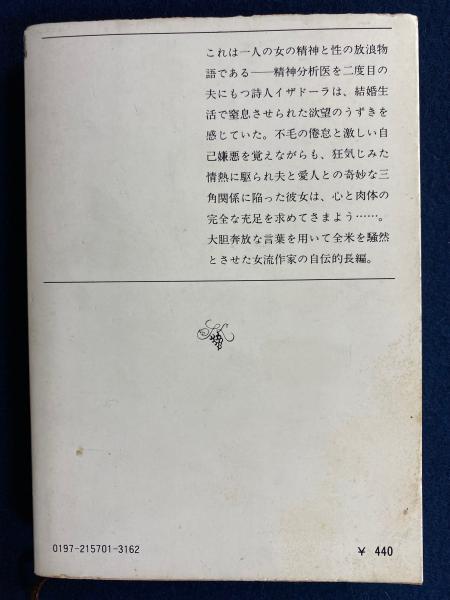 これは一人の女の精神と性の放浪物
語である──精神分析医を二度目の
夫にもつ詩人イザドーラは、結婚生
活で窒息させられた欲望のうずきを
感じていた。不毛の倦怠と激しい自
己嫌悪を覚えながらも、狂気じみた
情熱に駆られ夫と愛人との奇妙な三
角関係に陥った彼女は、心と肉体の
完全な充足を求めてさまよう……。
大胆奔放な言葉を用いて全米を騒然
とさせた女流作家の自伝的長編。
0197-215701-3162
￥ 440